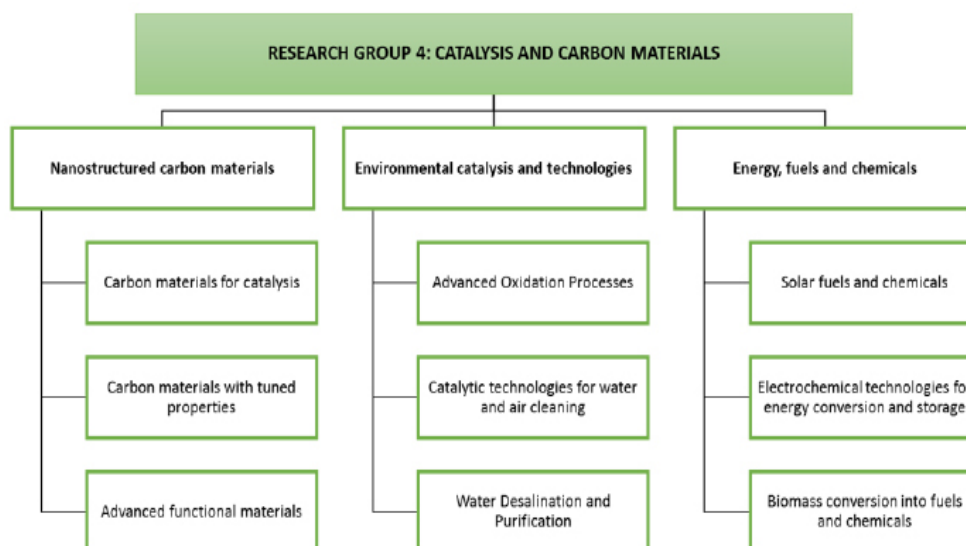 RESEARCH GROUP 4: CATALYSIS AND CARBON MATERIALS
Nanostructured carbon materials
Carbon materials for catalysis
Carbon materials with tuned
properties
Advanced functional materials
Environmental catalysis and technologies
Advanced Oxidation Processes
Catalytic technologies for water
and air cleaning
Water Desalination and
Purification
Energy, fuels and chemicals
Solar fuels and chemicals
Electrochemical technologies fo
energy conversion and storage
Biomass conversion into fuels
and chemicals